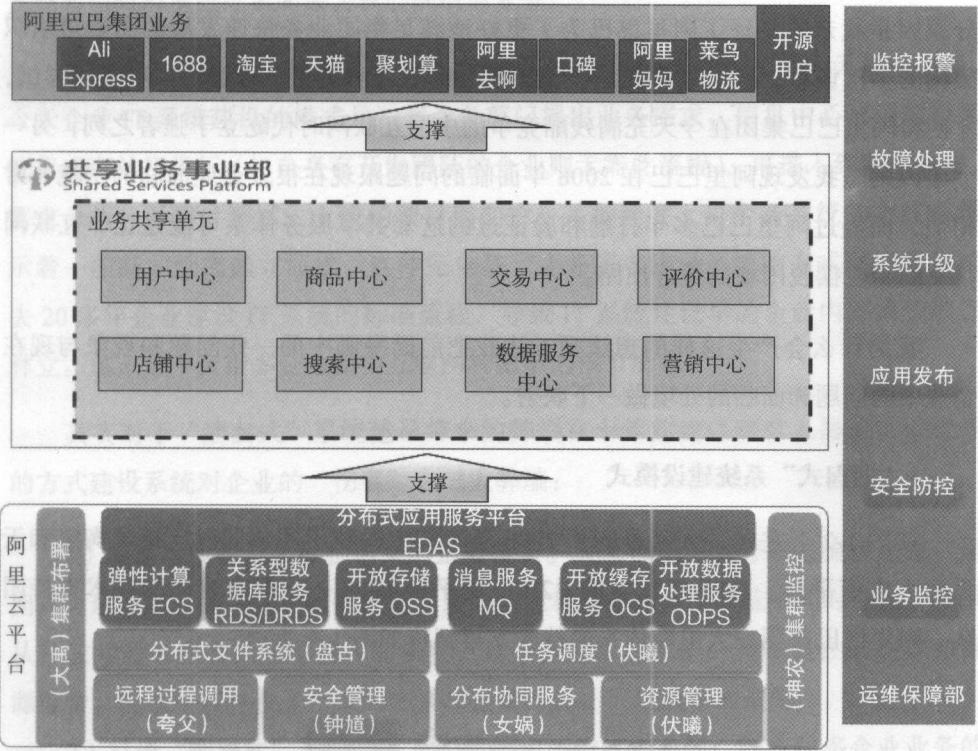 阿里巴巴集团业务
Ali
Express
1688
淘宝
天猫
聚划算
阿里
去啊
口碑
阿里
妈妈
菜鸟
物流
开源
用户
支撑
共享业务事业部
Shared Services Platform
业务共享单元
用户中心
商品中心
交易中心
评价中心
店铺中心
搜索中心
数据服务
中心
营销中心
支撑
阿里云平台
(大禹)集群布署
分布式应用服务平台
EDAS
弹性计算
服务 ECS
关系型数
据库服务
RDS/DRDS
开放存储
服务 OSS
消息服务
MQ
开放缓存
服务 OCS
开放数据
处理服务
ODPS
分布式文件系统(盘古)
任务调度(伏曦)
远程过程调用
(夸父)
安全管理
(钟馗)
分布协同服务
(女娲)
资源管理
(伏曦)
(神农)集群监控
监控报警
故障处理
系统升级
应用发布
安全防控
业务监控
运维保障部